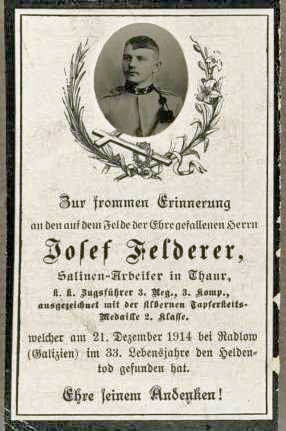 Zur frommen Erinnerung
an den auf dem Felde der Ehre gefallenen Herrn
Josef Felderer,
Salinen-Arbeiter in Thaur,
k. k. Zugsführer 3. Reg., 3. Komp.,
ausgezeichnet mit der silbernen Tapferkeits-
Medaille 2. Klasse.
welcher am 21. Dezember 1914 bei Radlow
(Galizien) im 33. Lebensjahre den Helden-
tod gefunden hat.
Ehre seinem Andenken!